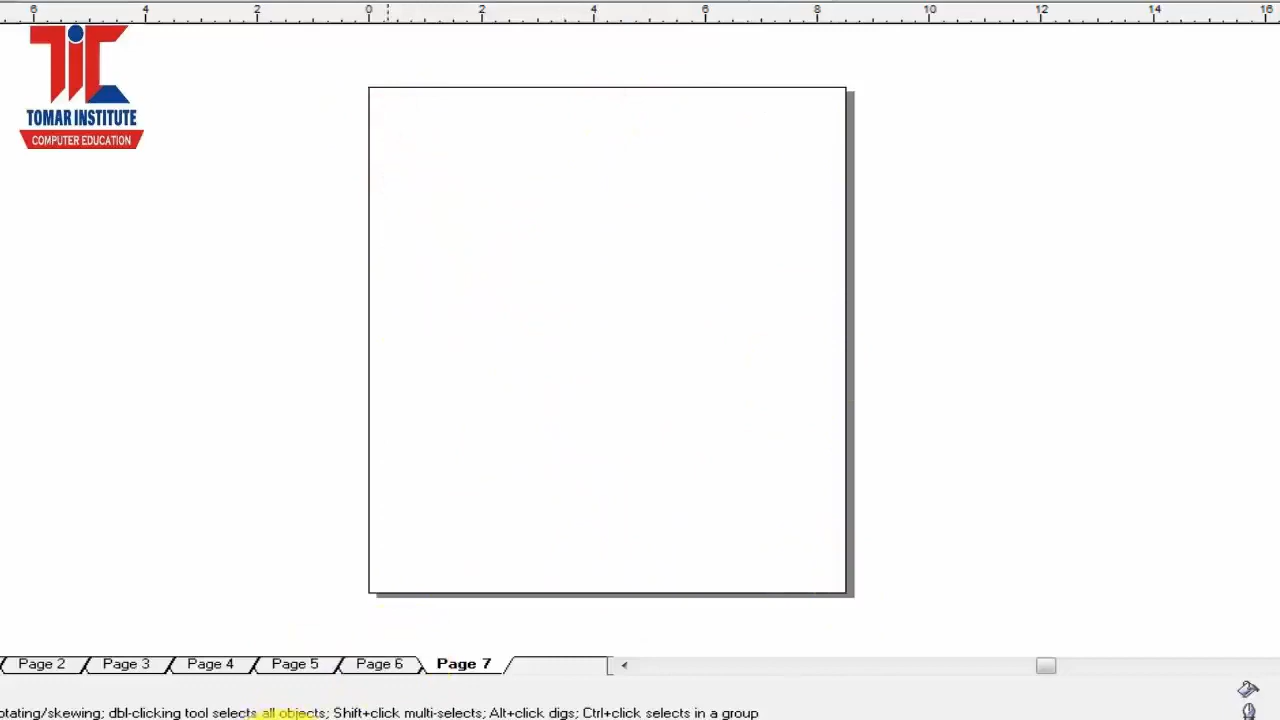 6 4 2 0 2 4 6 8 10 12 14 16
TiC
TOMAR INSTITUTE
COMPUTER EDUCATION
Page 2 Page 3 Page 4 Page 5 Page 6 Page 7
otating/skewing; dbl-clicking tool selects all objects; Shift+click multi-selects; Alt+click digs; Ctrl+click selects in a group